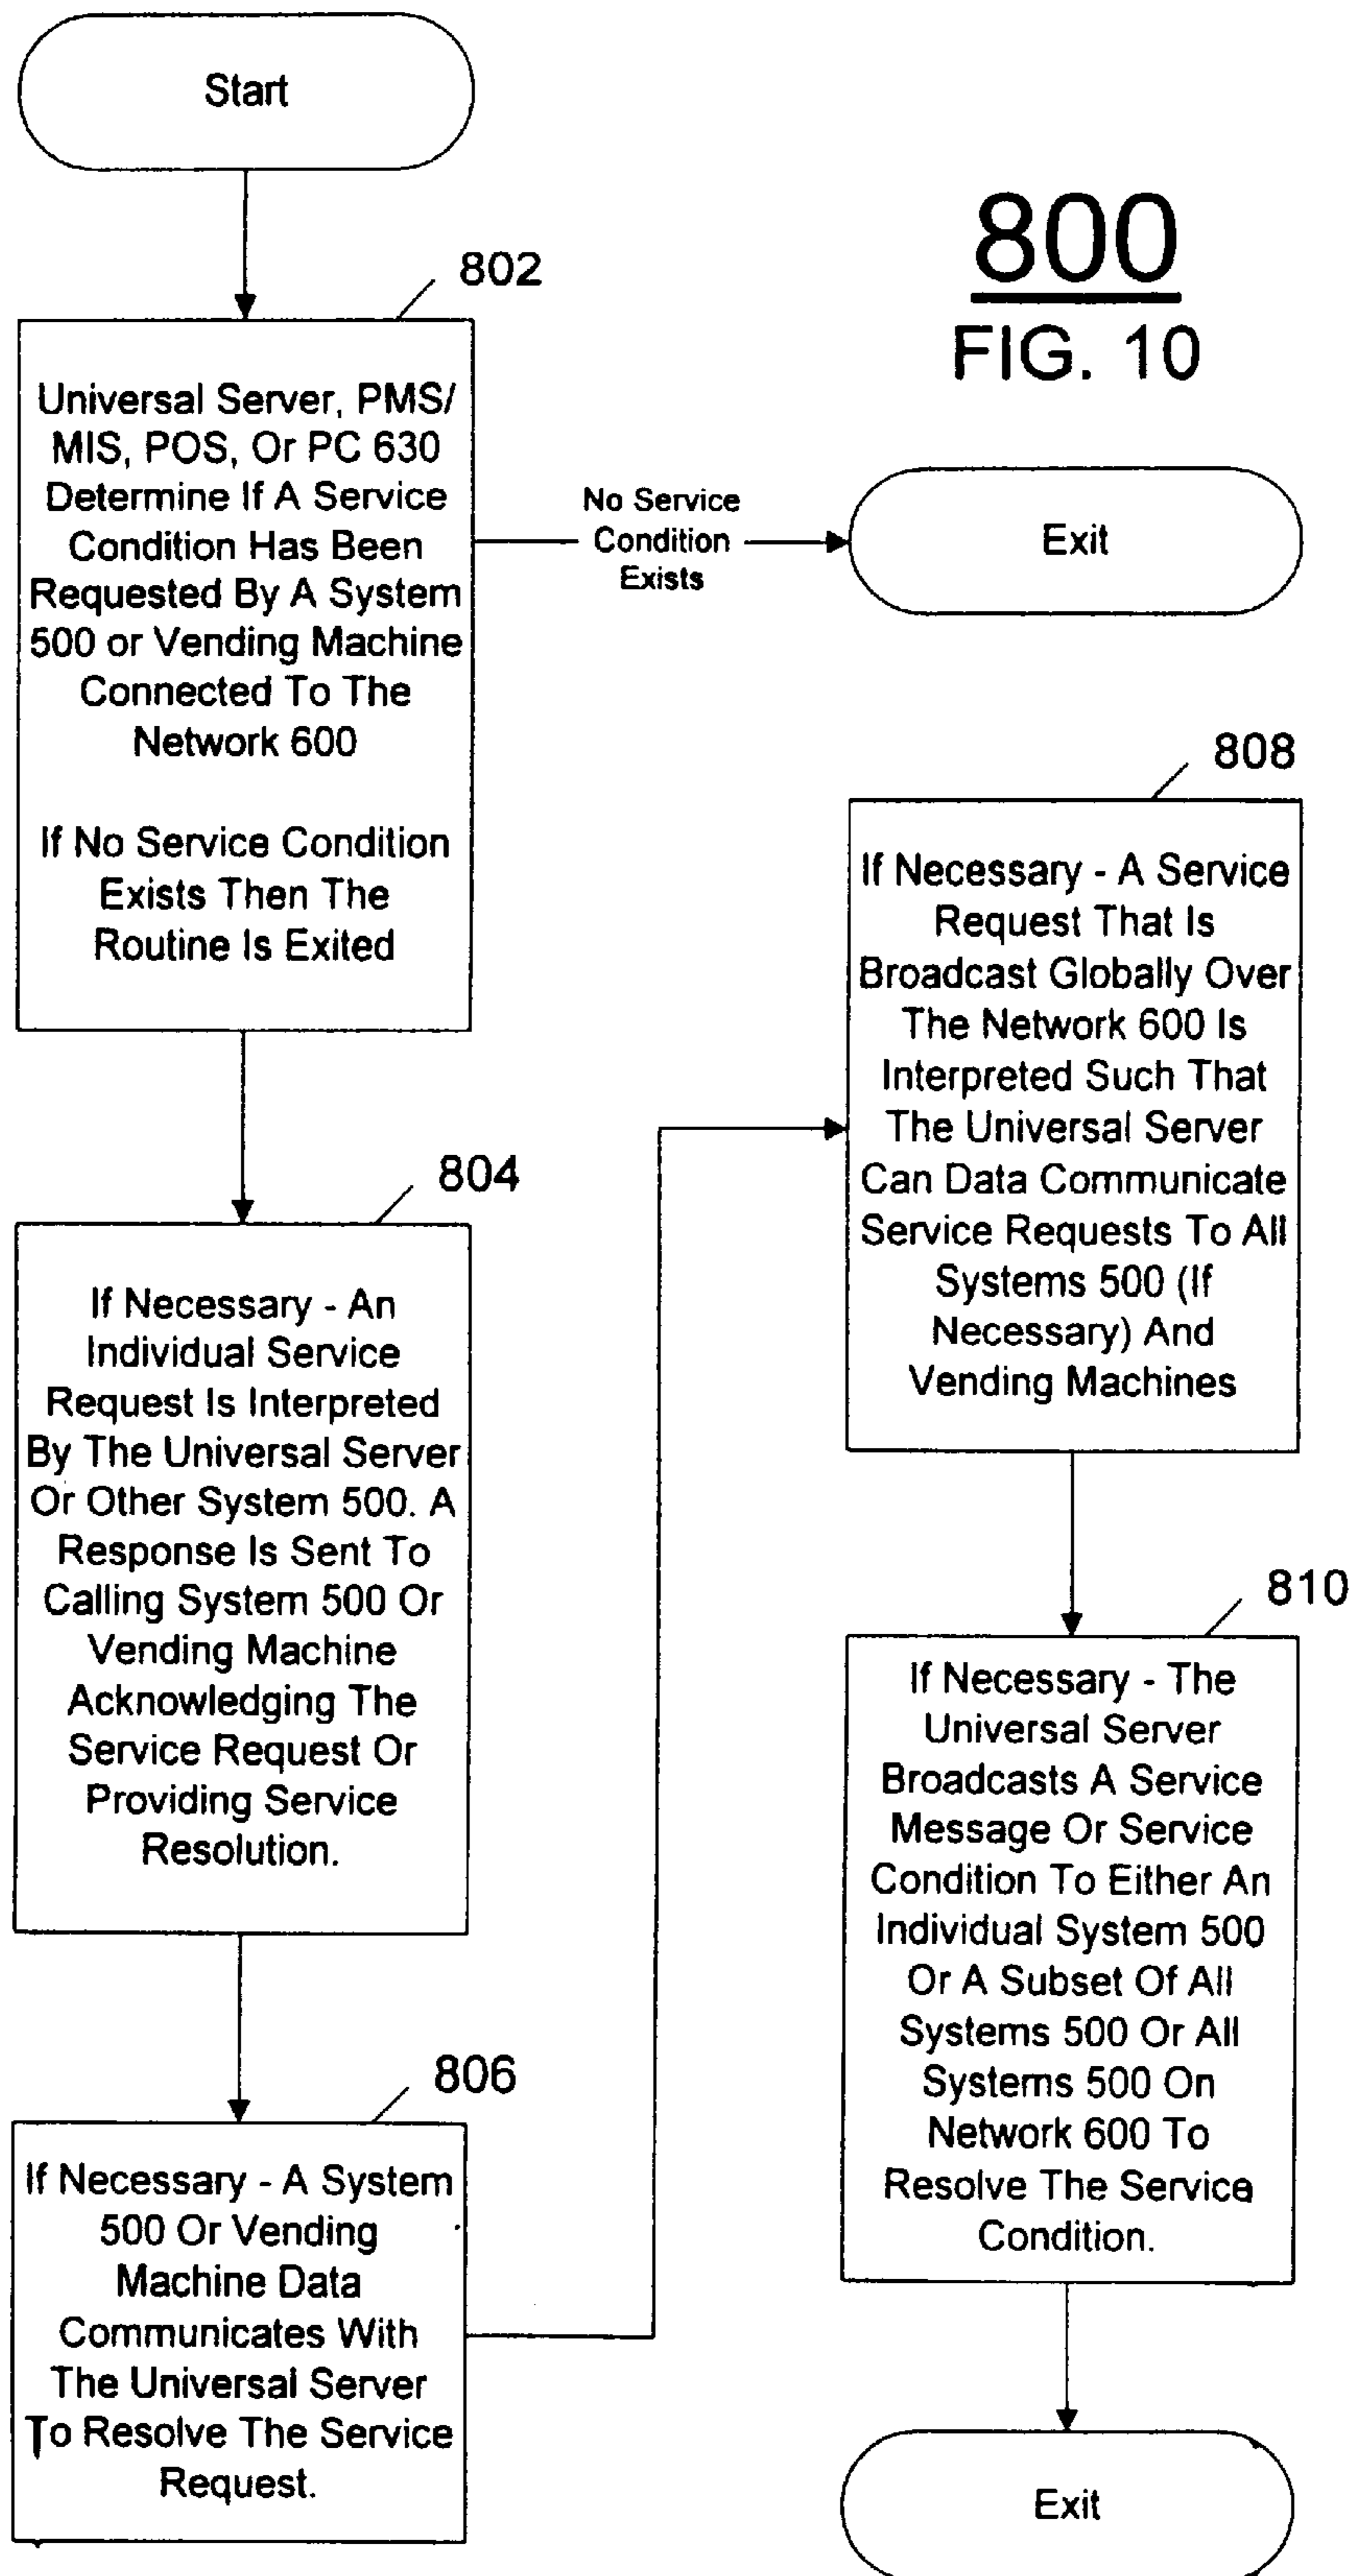 Start
802
Universal Server, PMS/
MIS, POS, Or PC 630
Determine If A Service
Condition Has Been
Requested By A System
500 or Vending Machine
Connected To The
Network 600
If No Service Condition
Exists Then The
Routine Is Exited
804
If Necessary - An
Individual Service
Request Is Interpreted
By The Universal Server
Or Other System 500. A
Response Is Sent To
Calling System 500 Or
Vending Machine
Acknowledging The
Service Request Or
Providing Service
Resolution.
806
If Necessary - A System
500 Or Vending
Machine Data
Communicates With
The Universal Server
To Resolve The Service
Request.
800
FIG. 10
No Service
Condition
Exists
Exit
808
If Necessary - A Service
Request That Is
Broadcast Globally Over
The Network 600 Is
Interpreted Such That
The Universal Server
Can Data Communicate
Service Requests To All
Systems 500 (If
Necessary) And
Vending Machines
810
If Necessary - The
Universal Server
Broadcasts A Service
Message Or Service
Condition To Either An
Individual System 500
Or A Subset Of All
Systems 500 Or All
Systems 500 On
Network 600 To
Resolve The Service
Condition.
Exit